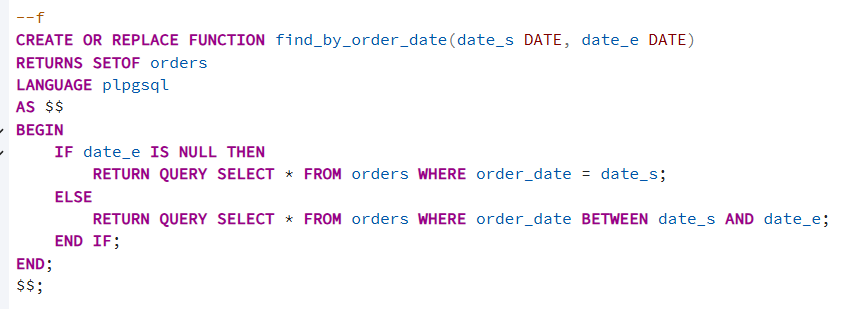 --f
CREATE OR REPLACE FUNCTION find_by_order_date(date_s DATE, date_e DATE)
RETURNS SETOF orders
LANGUAGE plpgsql
AS $$
BEGIN
    IF date_e IS NULL THEN
        RETURN QUERY SELECT * FROM orders WHERE order_date = date_s;
    ELSE
        RETURN QUERY SELECT * FROM orders WHERE order_date BETWEEN date_s AND date_e;
    END IF;
END;
$$;